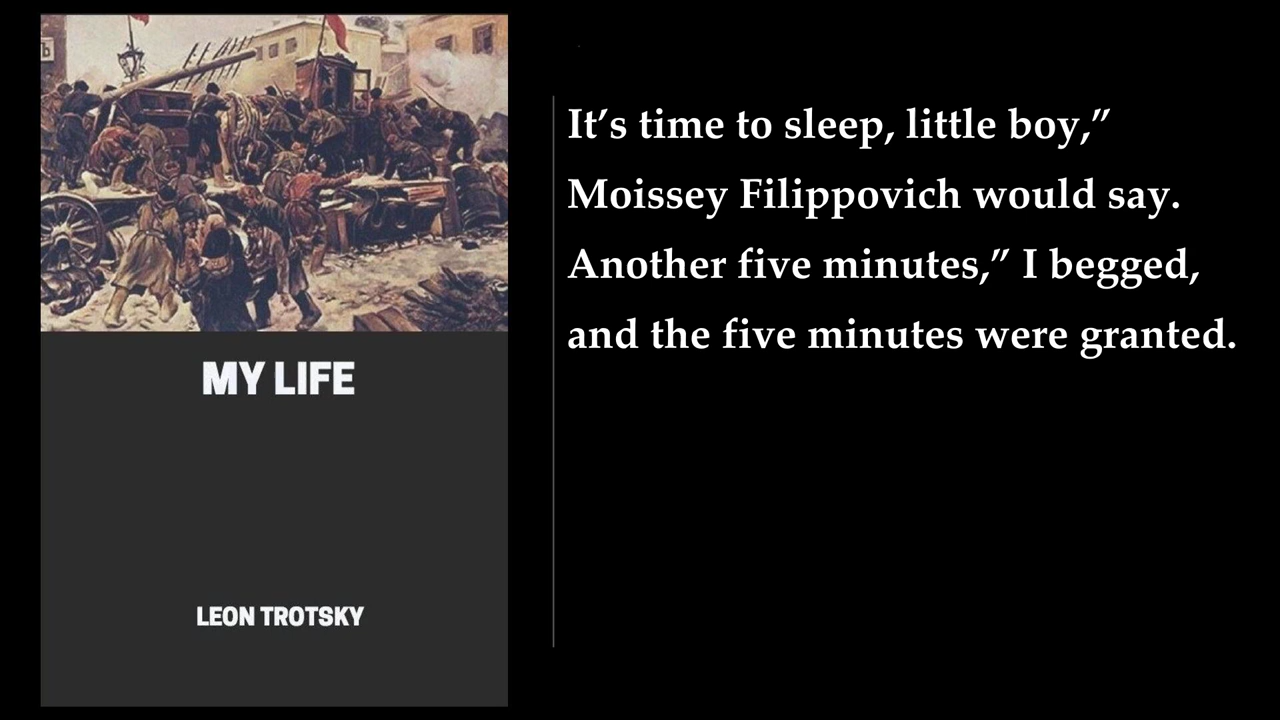 MY LIFE
LEON TROTSKY
It’s time to sleep, little boy,”
Moissey Filippovich would say.
Another five minutes,” I begged,
and the five minutes were granted.